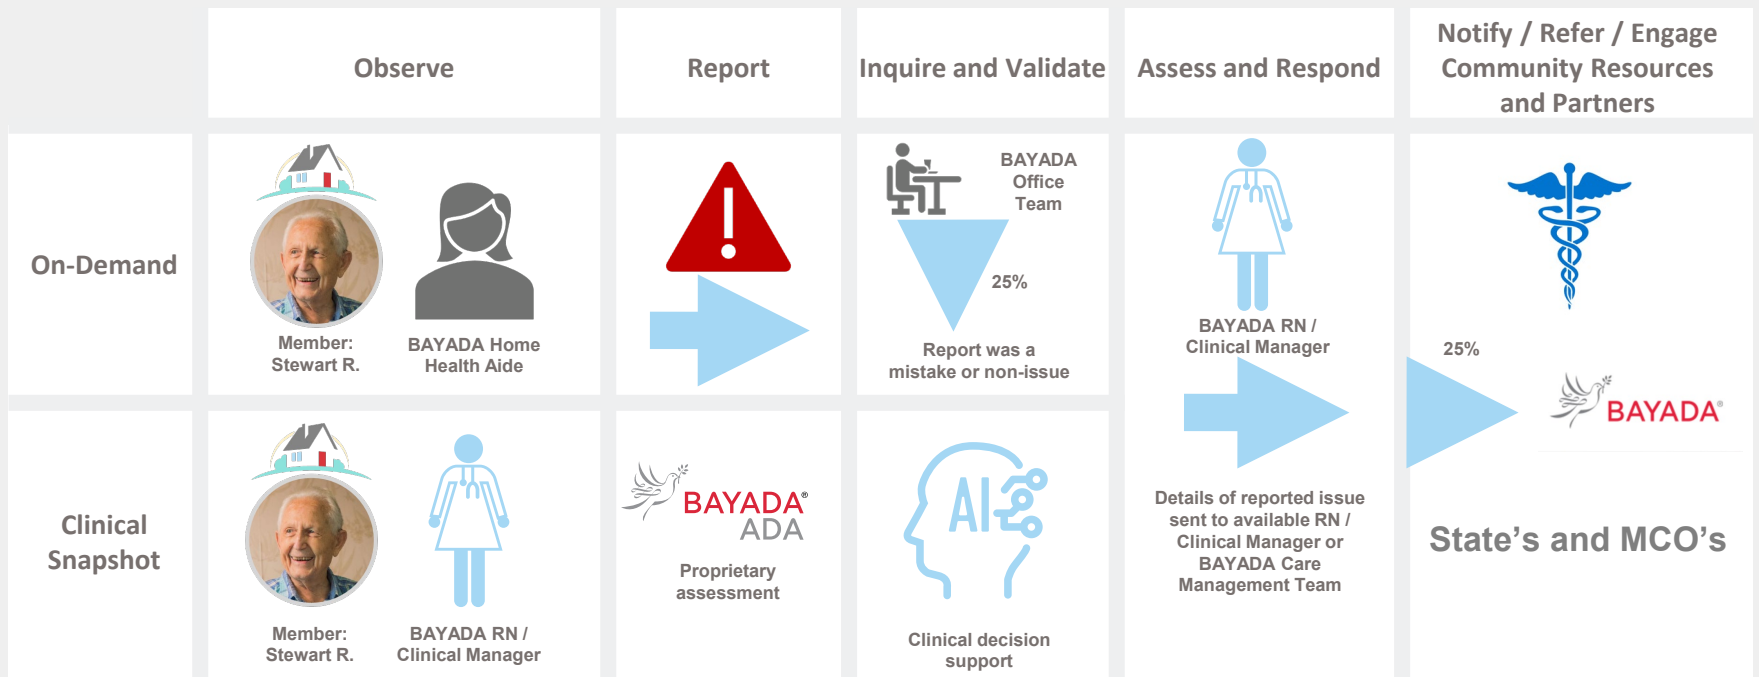 Observe
Report
Inquire and Validate
Assess and Respond
Notify / Refer / Engage
Community Resources
and Partners
On-Demand
Member:
Stewart R.
BAYADA Home
Health Aide
BAYADA
Office
Team
25%
Report was a
mistake or non-issue
BAYADA RN /
Clinical Manager
25%
BAYADA®
Clinical
Snapshot
Member:
Stewart R.
BAYADA RN /
Clinical Manager
BAYADA®
ADA
Proprietary
assessment
AI
Clinical decision
support
Details of reported issue
sent to available RN /
Clinical Manager or
BAYADA Care
Management Team
State's and MCO's